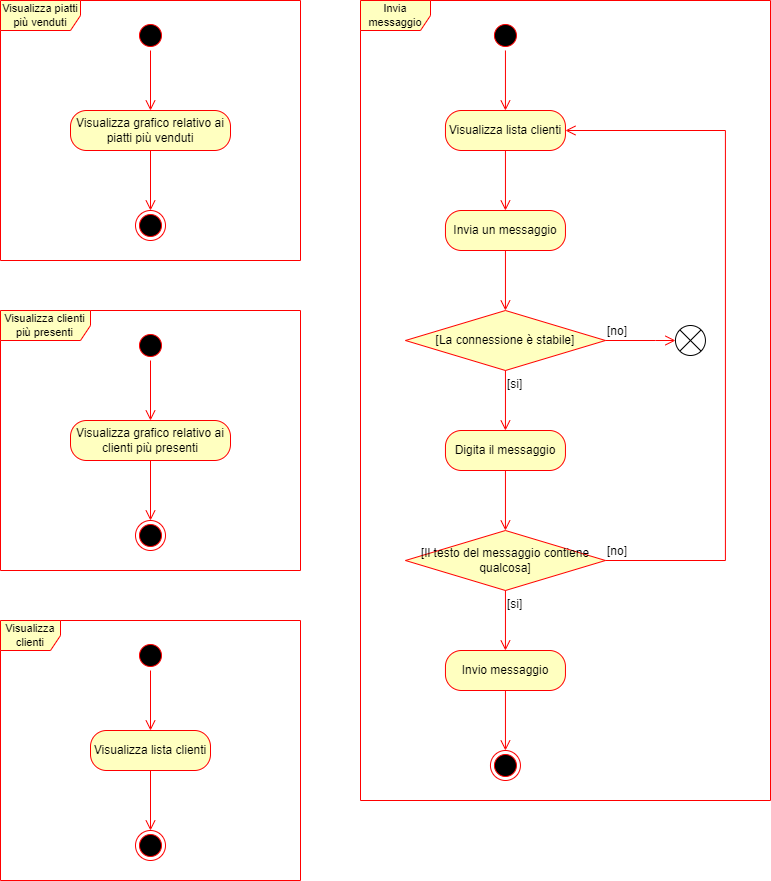 Visualizza piatti
più venduti
Visualizza grafico relativo ai
piatti più venduti
Visualizza clienti
più presenti
Visualizza grafico relativo ai
clienti più presenti
Visualizza
clienti
Visualizza lista clienti
Invia
messaggio
Visualizza lista clienti
Invia un messaggio
[La connessione è stabile]
[no]
[si]
Digita il messaggio
[Il testo del messaggio contiene
qualcosa]
[no]
[si]
Invio messaggio